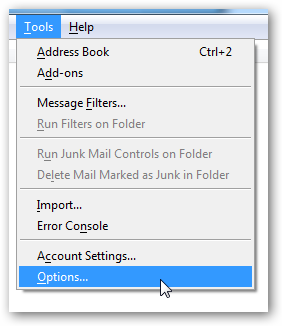 Tools Help
Address Book Ctrl+2
Add-ons
Message Filters...
Run Filters on Folder
Run Junk Mail Controls on Folder
Delete Mail Marked as Junk in Folder
Import...
Error Console
Account Settings...
Options...